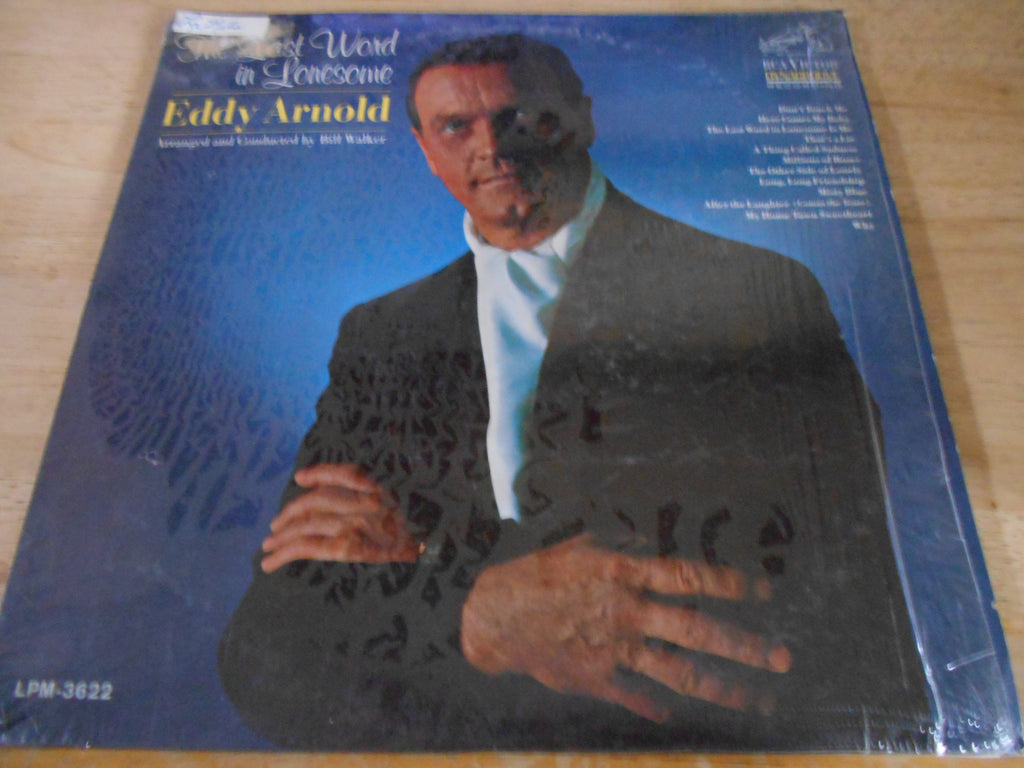 The Last Word
in Lonesome
Eddy Arnold
Arranged and Conducted by Bill Walker
RCA VICTOR
DYNAGROOVE
Don't Touch Me
Here Comes My Baby
The Last Word in Lonesome Is Me
That's a Lie
A Thing Called Sadness
Millions of Roses
The Other Side of Lonely
Long, Long Friendship
Misty Blue
After the Laughter (Comes the Tears)
My Home Town Sweetheart
Why
LPM-3622